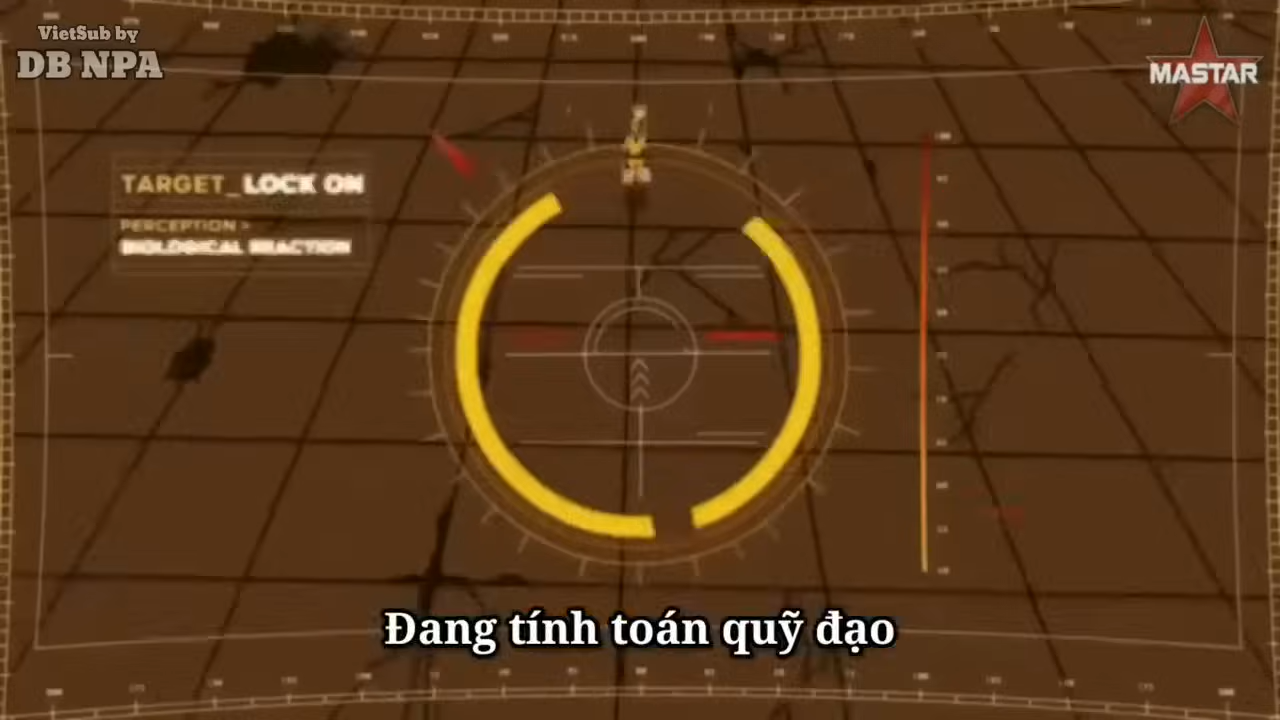 VietSub by
DB NPA
MASTAR
TARGET_LOCK ON
PERCEPTION >
BIOLOGICAL REACTION
Đang tính toán quỹ đạo